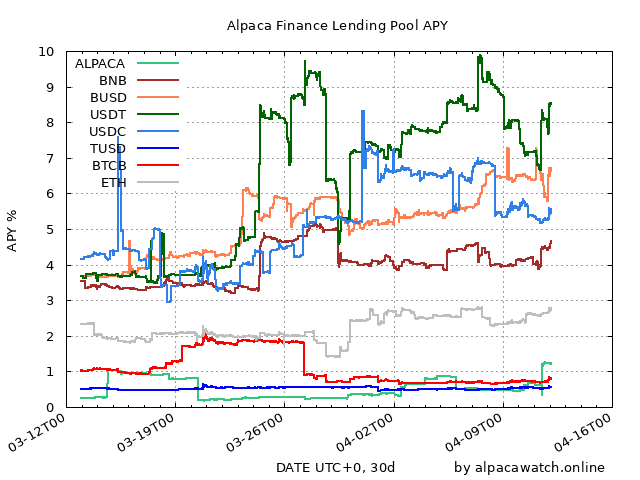 Alpaca Finance Lending Pool APY
10
9
8
7
6
5
4
3
2
1
0
APY %
ALPACA
BNB
BUSD
USDT
USDC
TUSD
BTCB
ETH
03-12T00
03-19T00
03-26T00
04-02T00
04-09T00
04-16T00
DATE UTC+0, 30d
by alpacawatch.online